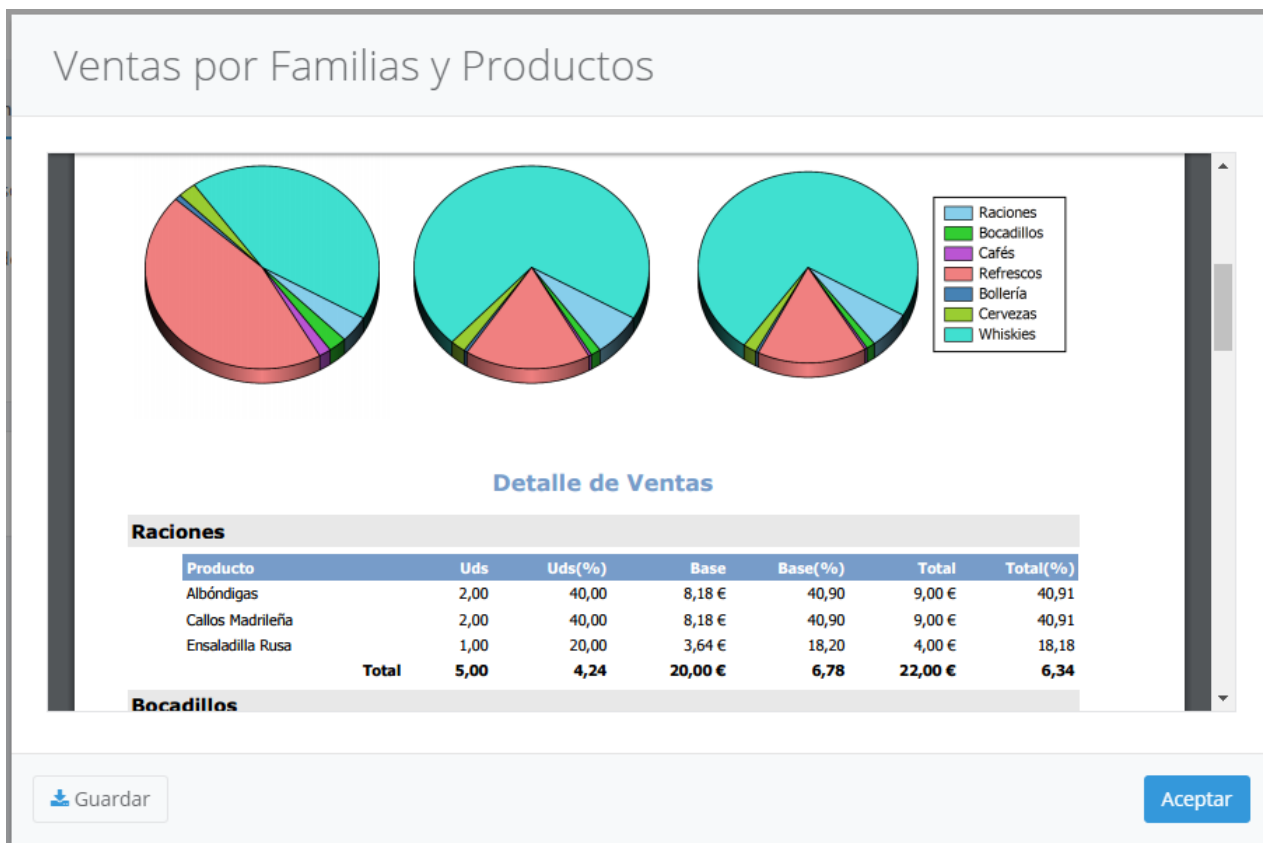 Ventas por Familias y Productos
Raciones
Bocadillos
Cafés
Refrescos
Bollería
Cervezas
Whiskies
Detalle de Ventas
Raciones
Producto Uds Uds(%) Base Base(%) Total Total(%)
Albóndigas 2,00 40,00 8,18 € 40,90 9,00 € 40,91
Callos Madrileña 2,00 40,00 8,18 € 40,90 9,00 € 40,91
Ensaladilla Rusa 1,00 20,00 3,64 € 18,20 4,00 € 18,18
Total 5,00 4,24 20,00 € 6,78 22,00 € 6,34
Bocadillos
Guardar
Aceptar